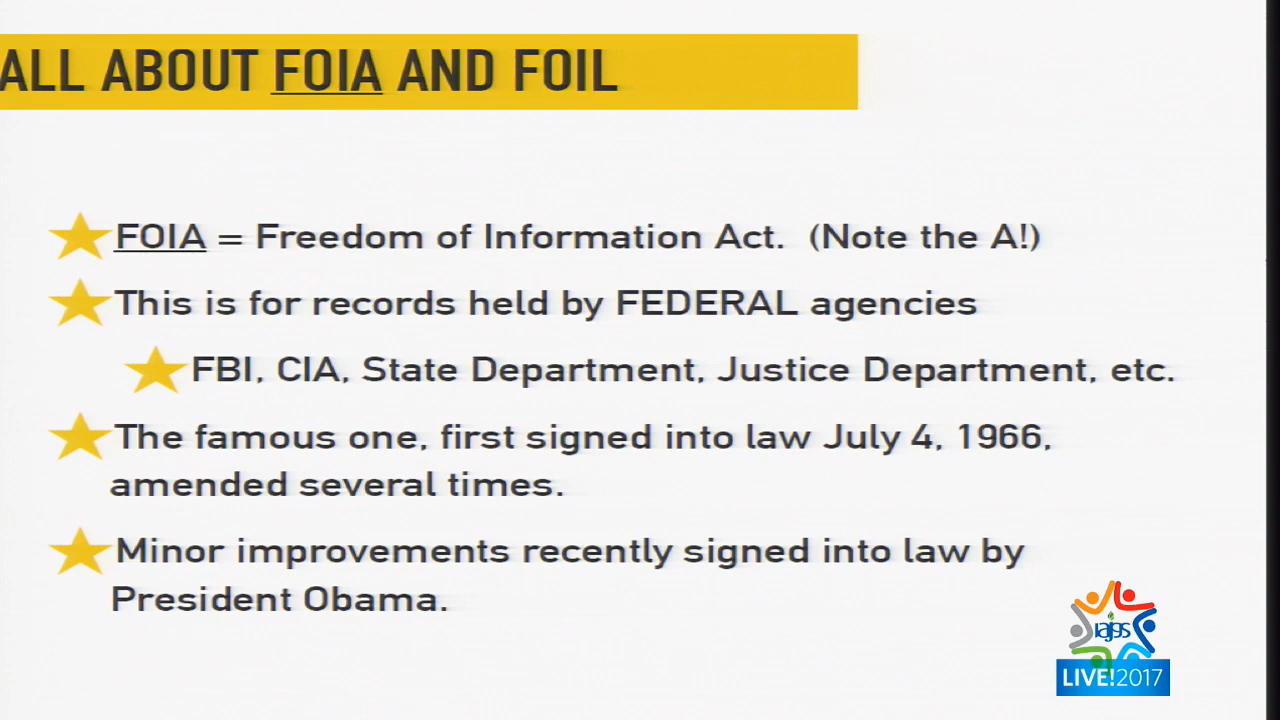 ALL ABOUT FOIA AND FOIL
FOIA = Freedom of Information Act. (Note the A!)
This is for records held by FEDERAL agencies
FBI, CIA, State Department, Justice Department, etc.
The famous one, first signed into law July 4, 1966,
amended several times.
Minor improvements recently signed into law by
President Obama.
iajgs
LIVE!2017